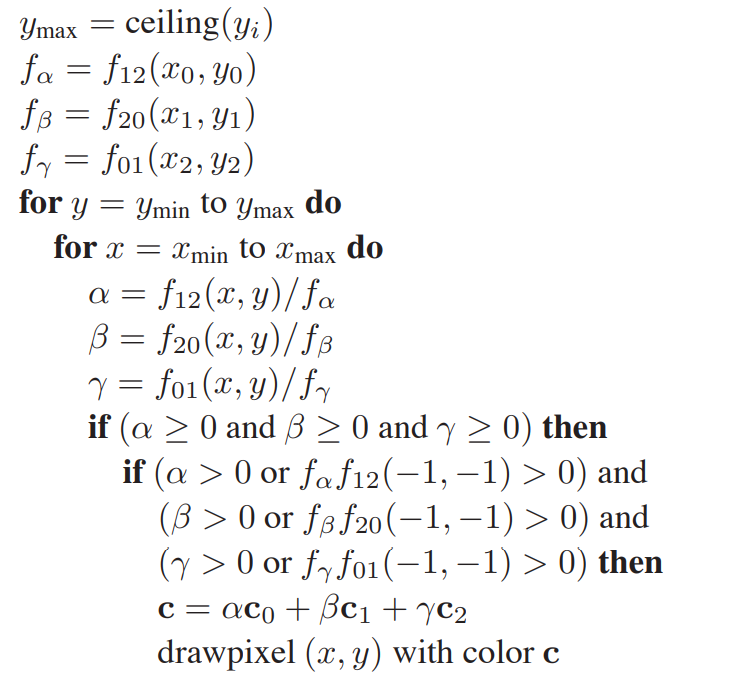 y_max = ceiling(y_i)
f_α = f_12(x_0, y_0)
f_β = f_20(x_1, y_1)
f_γ = f_01(x_2, y_2)
for y = y_min to y_max do
for x = x_min to x_max do
α = f_12(x, y)/f_α
β = f_20(x, y)/f_β
γ = f_01(x, y)/f_γ
if (α ≥ 0 and β ≥ 0 and γ ≥ 0) then
if (α > 0 or f_α f_12(−1, −1) > 0) and
(β > 0 or f_β f_20(−1, −1) > 0) and
(γ > 0 or f_γ f_01(−1, −1) > 0) then
c = αc_0 + βc_1 + γc_2
drawpixel (x, y) with color c